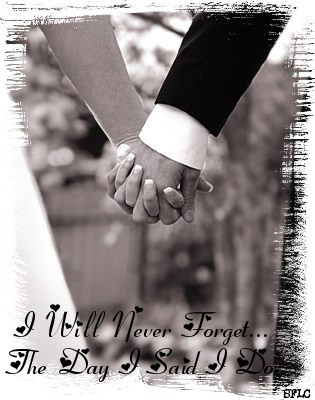 I Will Never Forget...
The Day I Said I Do
SFLC